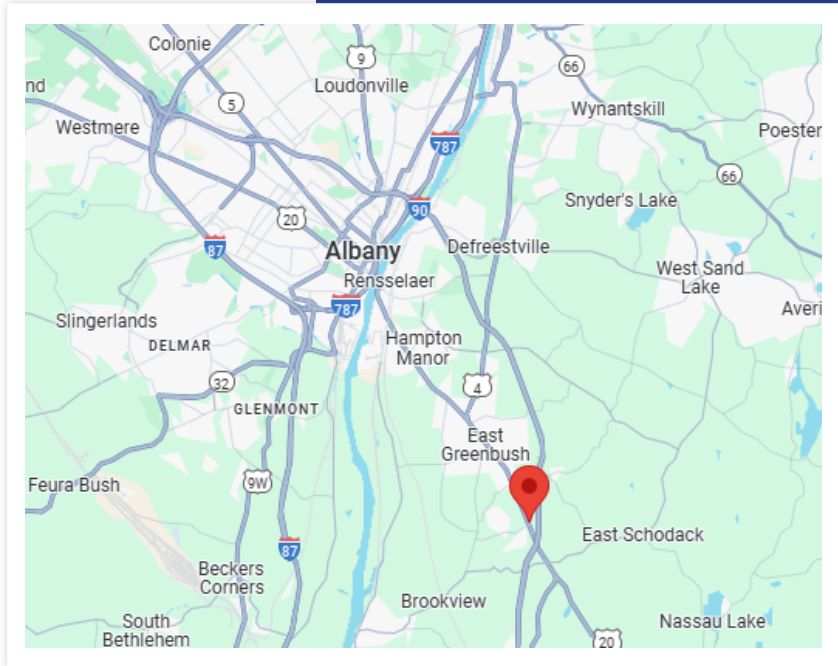 Colonie
9
66
nd
Loudonville
5
Wynantskill
Westmere
787
Poester
66
90
Snyder's Lake
20
87
Albany
Defreestville
Rensselaer
West Sand
Lake
787
Averi
Slingerlands
DELMAR
Hampton
Manor
32
4
GLENMONT
East
Greenbush
9W
Feura Bush
East Schodack
87
Beckers
Corners
Brookview
South
Bethlehem
Nassau Lake
20